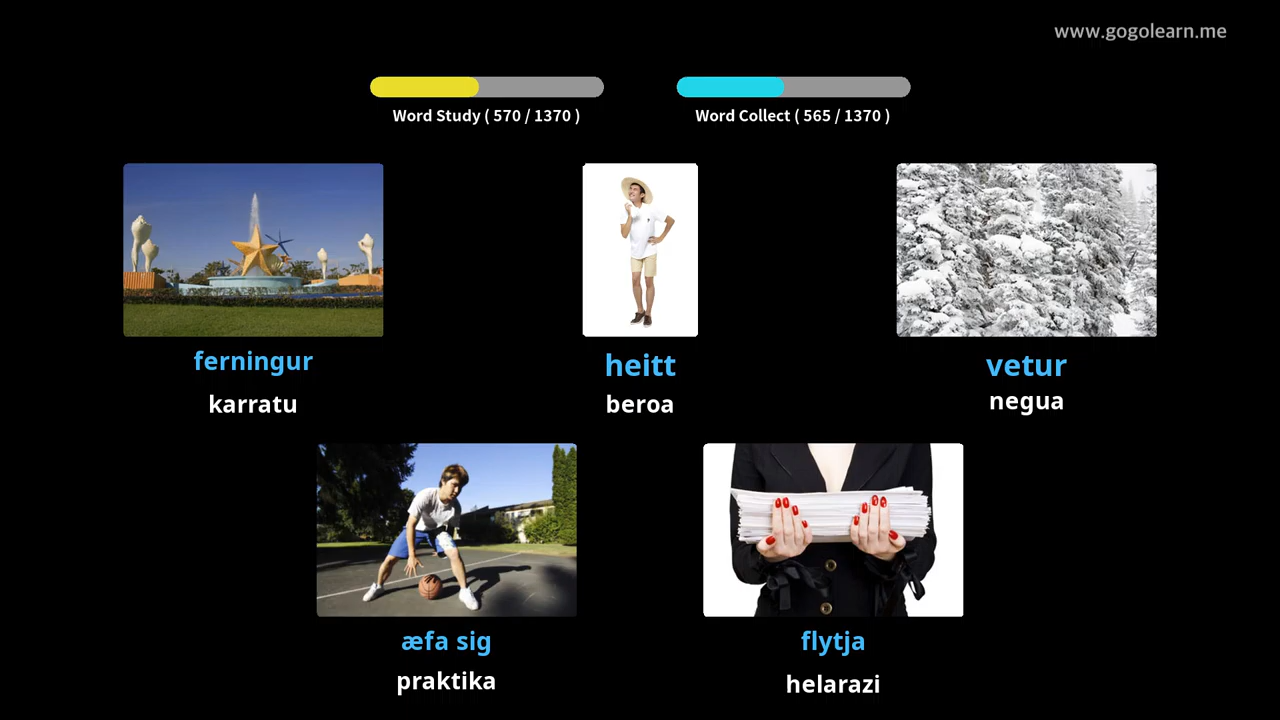 www.gogolearn.me
Word Study ( 570 / 1370 )
Word Collect ( 565 / 1370 )
ferningur
karratu
heitt
beroa
vetur
negua
æfa sig
praktika
flytja
helarazi